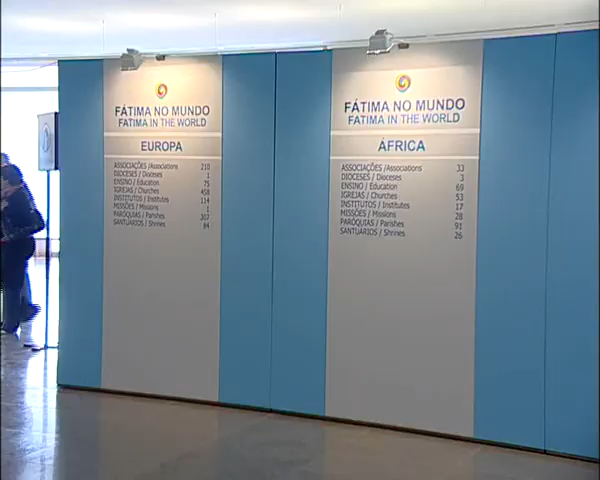 FÁTIMA NO MUNDO
FATIMA IN THE WORLD
EUROPA
ASSOCIAÇÕES /Associations 210
DIOCESES / Dioceses 1
ENSINO / Education 75
IGREJAS / Churches 458
INSTITUTOS / Institutes 114
MISSÕES / Missions 1
PARÓQUIAS / Parishes 307
SANTUÁRIOS / Shrines 84
FÁTIMA NO MUNDO
FATIMA IN THE WORLD
ÁFRICA
ASSOCIAÇÕES /Associations 33
DIOCESES / Dioceses 3
ENSINO / Education 69
IGREJAS / Churches 53
INSTITUTOS / Institutes 17
MISSÕES / Missions 28
PARÓQUIAS / Parishes 91
SANTUÁRIOS / Shrines 26